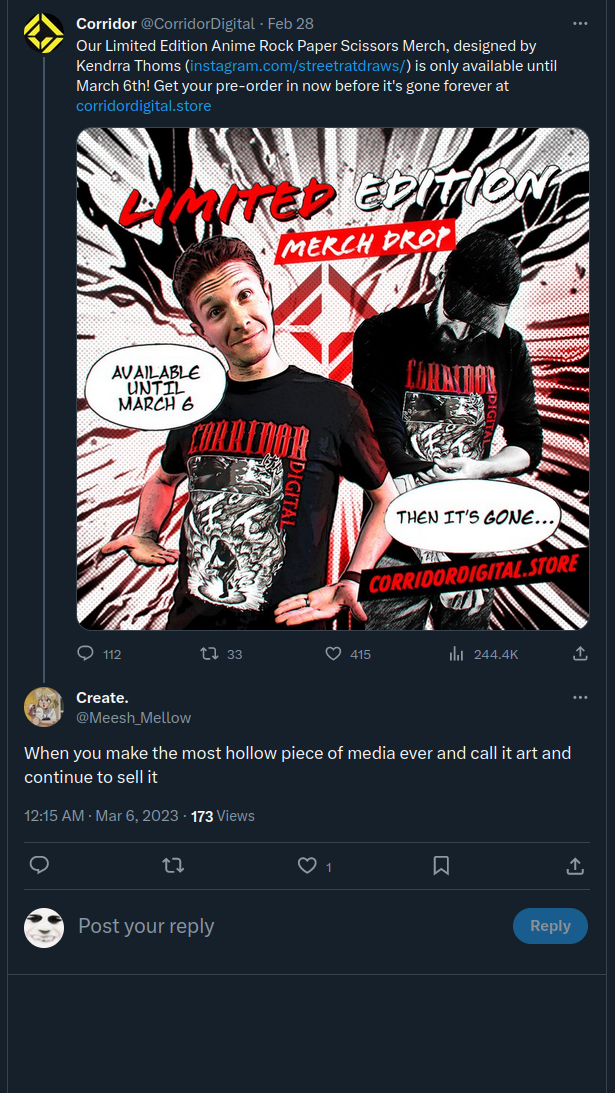 Corridor @CorridorDigital · Feb 28
Our Limited Edition Anime Rock Paper Scissors Merch, designed by
Kendrra Thoms (instagram.com/streetratdraws/) is only available until
March 6th! Get your pre-order in now before it's gone forever at
corridordigital.store
LIMITED EDITION
MERCH DROP
AVAILABLE
UNTIL
MARCH 6
CORRIDOR
DIGITAL
CORRIDOR
DIGITAL
THEN IT'S GONE...
CORRIDORDIGITAL.STORE
112 33 415 244.4K
Create.
@Meesh_Mellow
When you make the most hollow piece of media ever and call it art and
continue to sell it
12:15 AM · Mar 6, 2023 · 173 Views
1
Post your reply
Reply